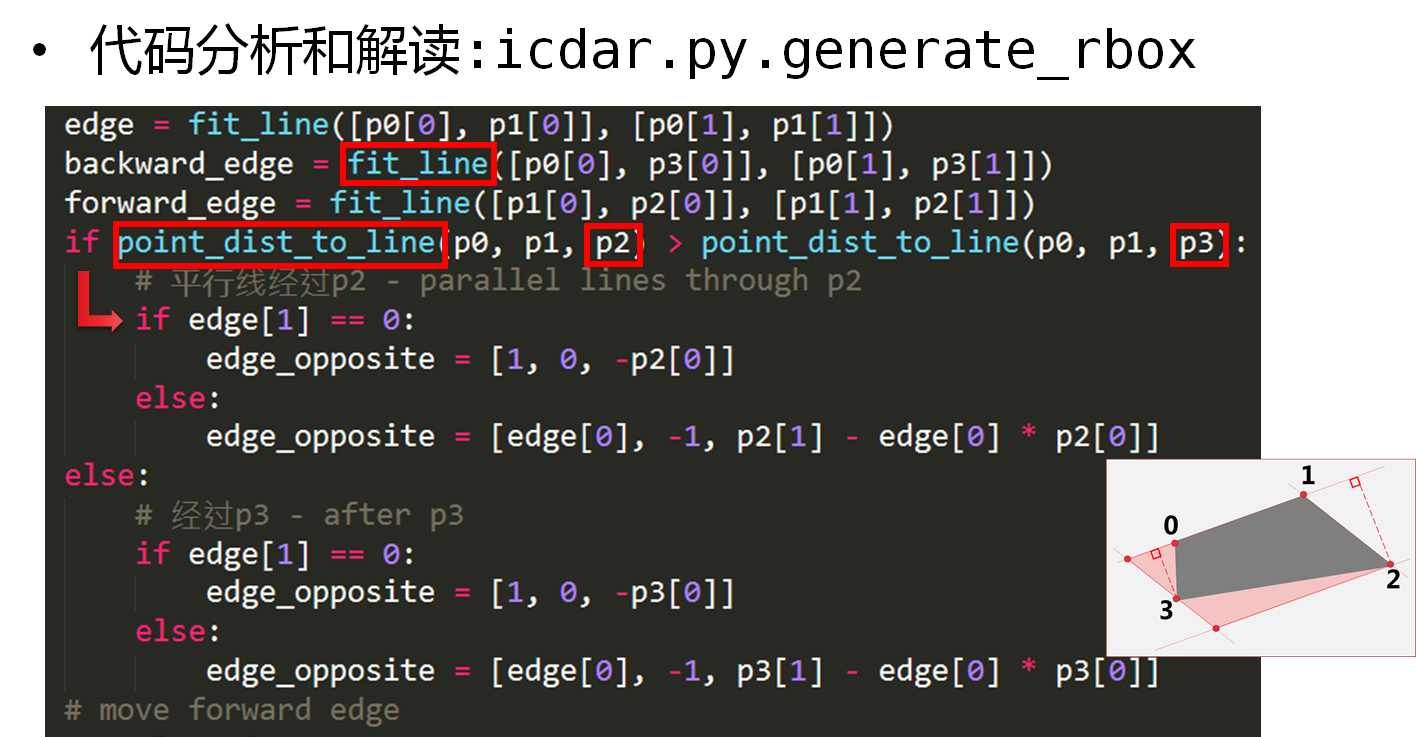 • 代码分析和解读:icdar.py.generate_rbox
edge = fit_line([p0[0], p1[0]], [p0[1], p1[1]])
backward_edge = fit_line([p0[0], p3[0]], [p0[1], p3[1]])
forward_edge = fit_line([p1[0], p2[0]], [p1[1], p2[1]])
if point_dist_to_line(p0, p1, p2) > point_dist_to_line(p0, p1, p3):
    # 平行线经过p2 - parallel lines through p2
    if edge[1] == 0:
        edge_opposite = [1, 0, -p2[0]]
    else:
        edge_opposite = [edge[0], -1, p2[1] - edge[0] * p2[0]]
else:
    # 经过p3 - after p3
    if edge[1] == 0:
        edge_opposite = [1, 0, -p3[0]]
    else:
        edge_opposite = [edge[0], -1, p3[1] - edge[0] * p3[0]]
# move forward edge
1
0
2
3